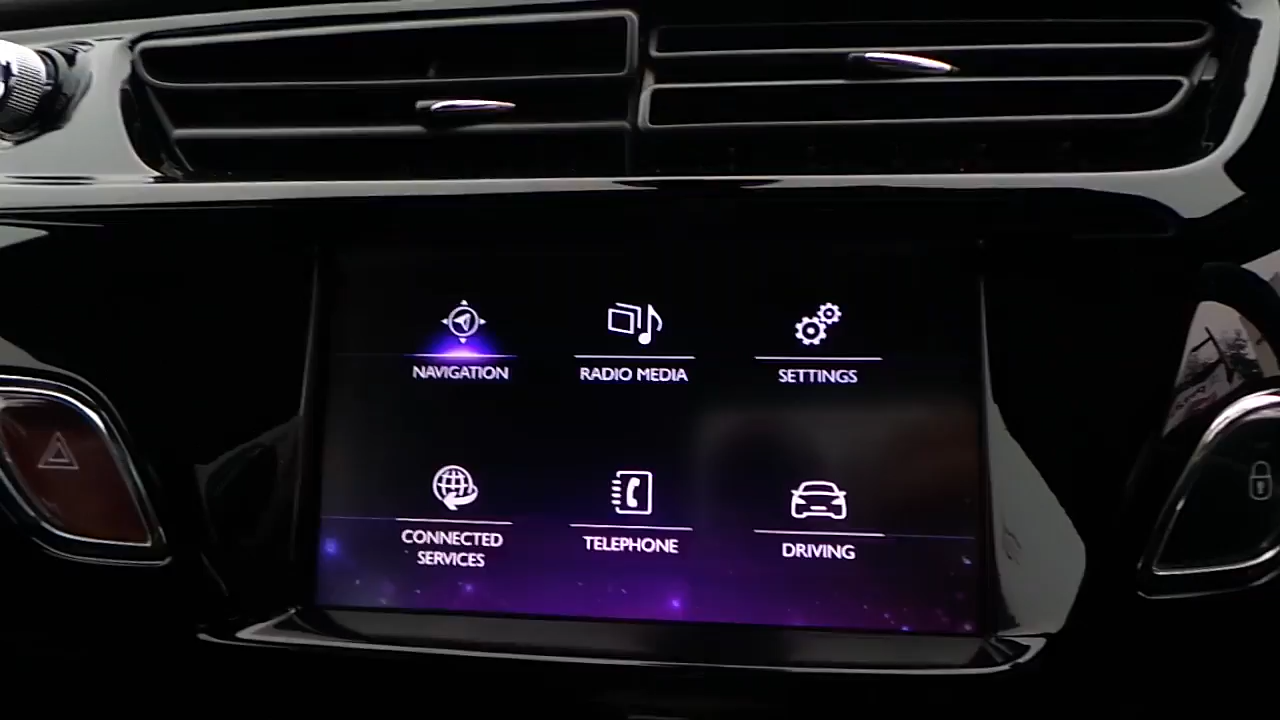 NAVIGATION
RADIO MEDIA
SETTINGS
CONNECTED
SERVICES
TELEPHONE
DRIVING